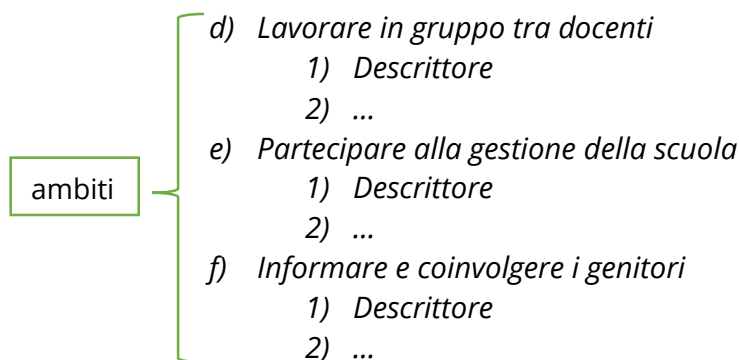 d) Lavorare in gruppo tra docenti
1) Descrittore
2) ...
e) Partecipare alla gestione della scuola
1) Descrittore
2) ...
f) Informare e coinvolgere i genitori
1) Descrittore
2) ...
ambiti